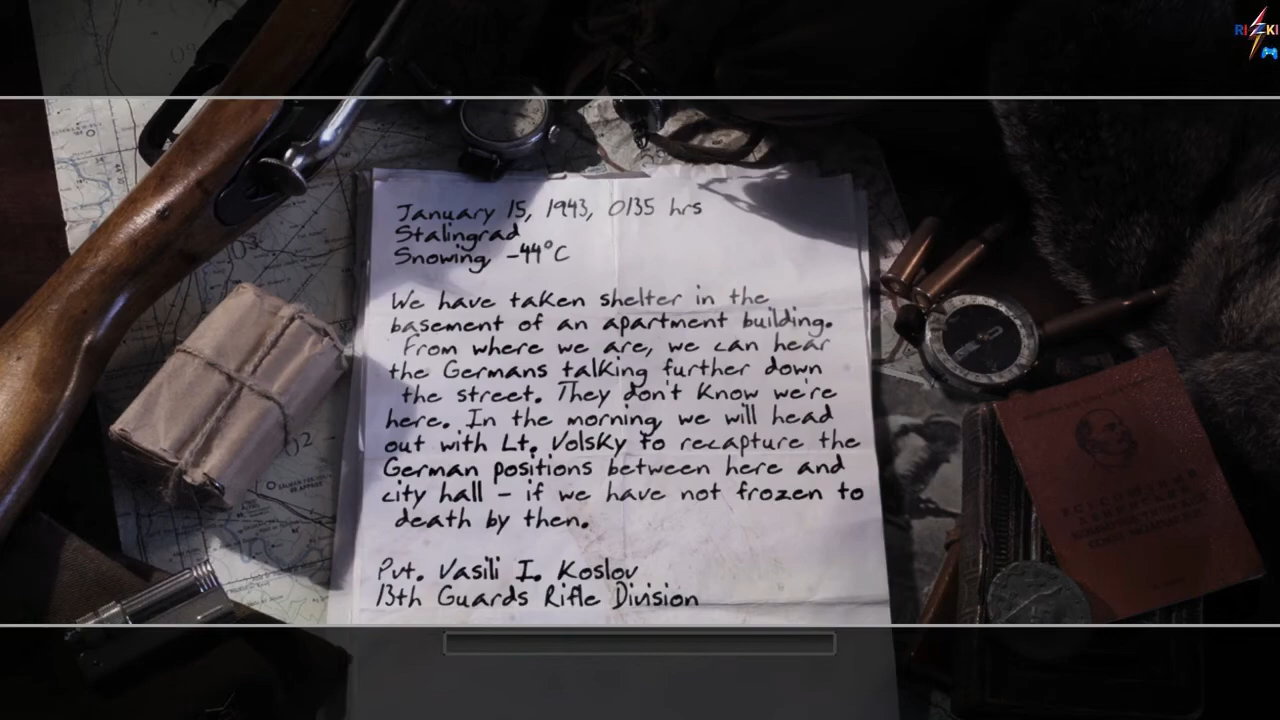 RIZKI
January 15, 1943, 0135 hrs
Stalingrad
Snowing, -44°C
We have taken shelter in the
basement of an apartment building.
From where we are, we can hear
the Germans talking further down
the street. They don't know we're
here. In the morning, we will head
out with Lt. Volsky to recapture the
German positions between here and
city hall - if we have not frozen to
death by then.
Pvt. Vasili I. Koslov
13th Guards Rifle Division